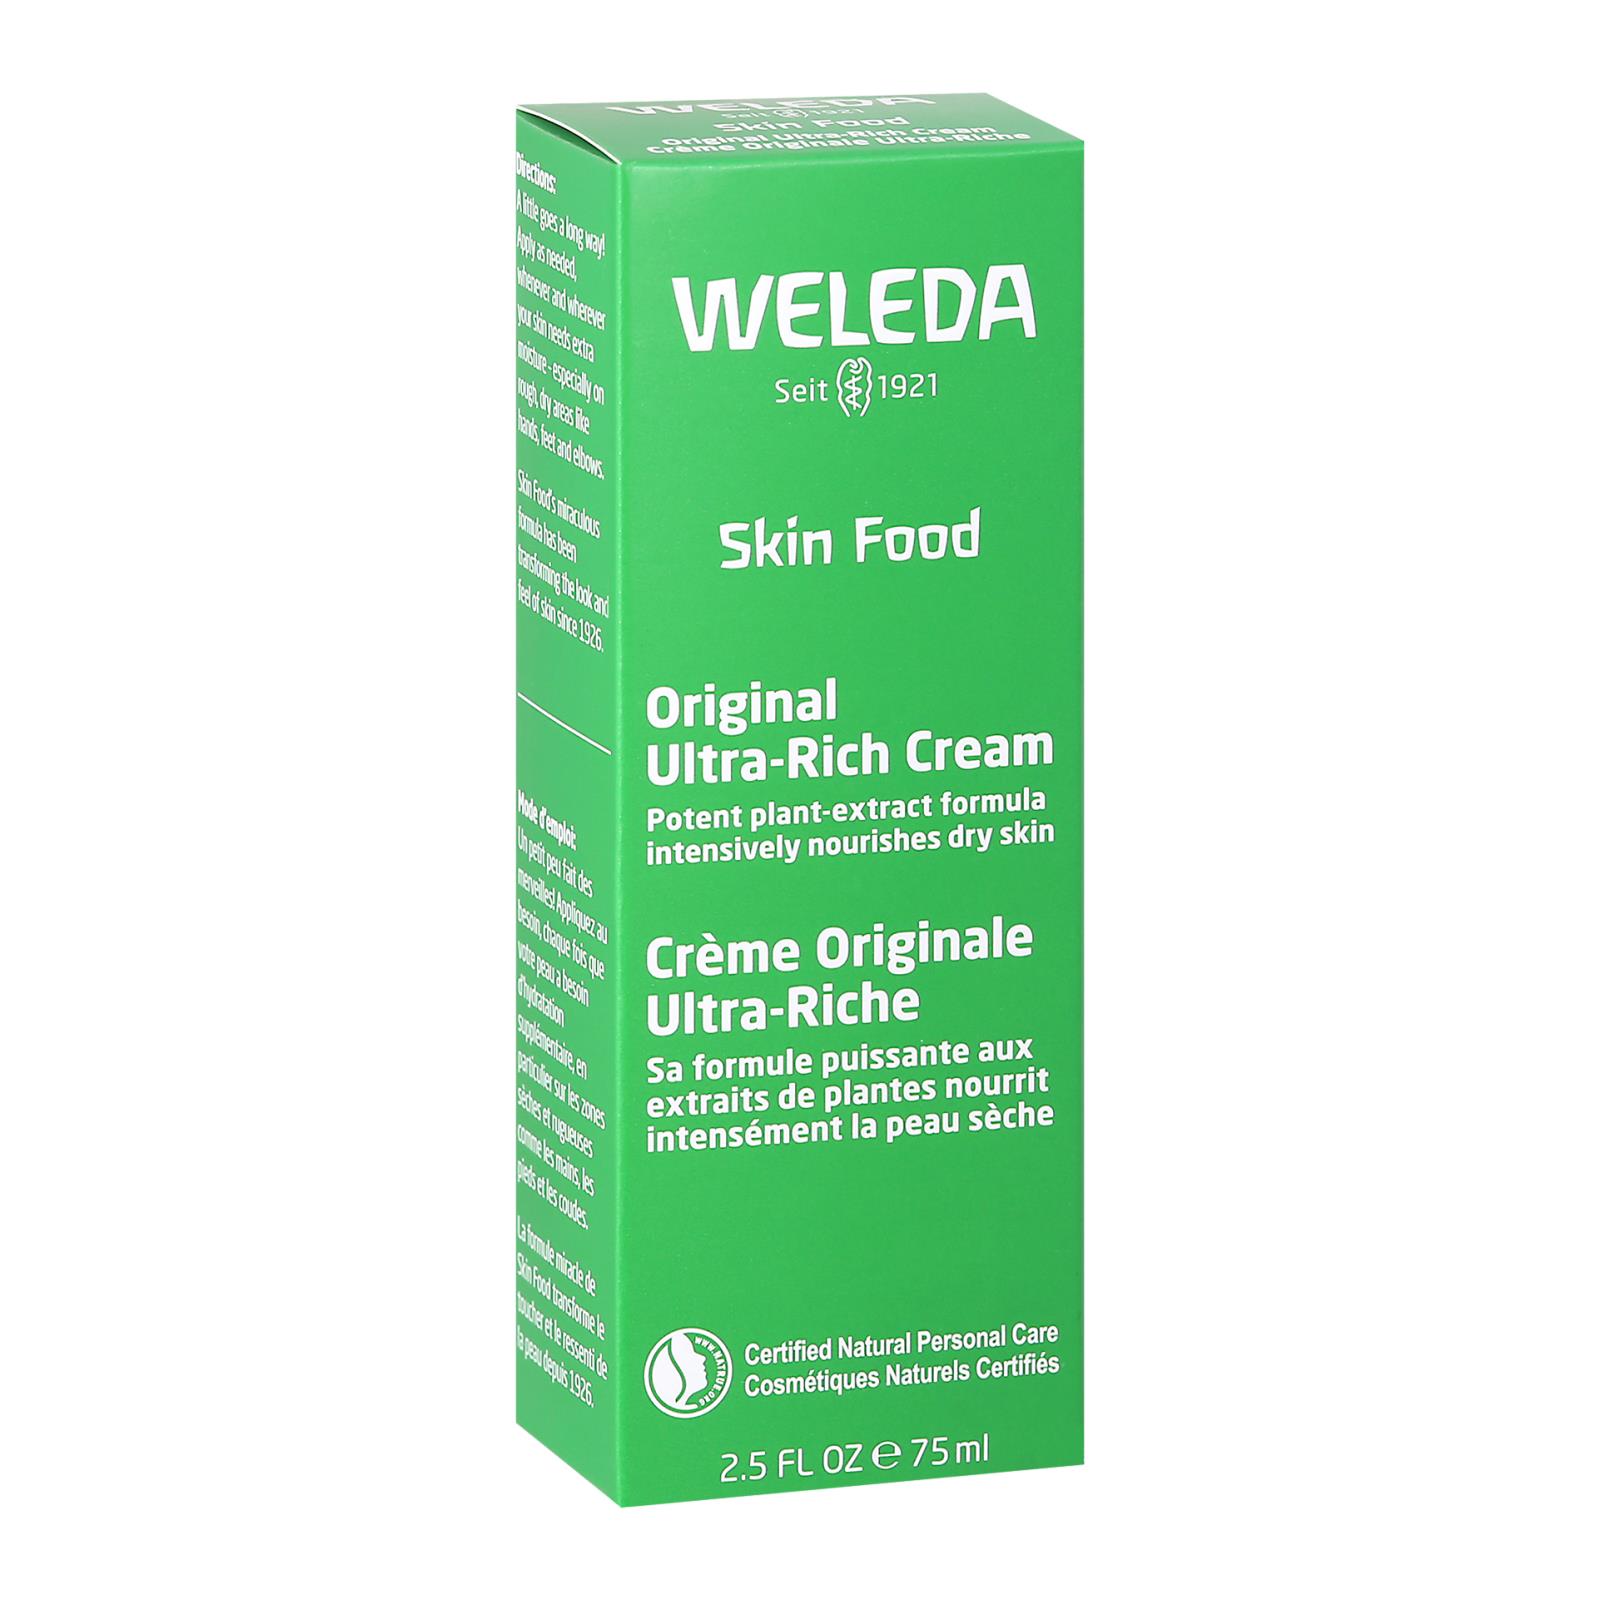 WELEDA
Seit 1921
Skin Food
Original Ultra-Rich Cream
Crème Originale Ultra-Riche
WELEDA
Seit 1921
Skin Food
Original
Ultra-Rich Cream
Potent plant-extract formula
intensively nourishes dry skin
Crème Originale
Ultra-Riche
Sa formule puissante aux
extraits de plantes nourrit
intensément la peau sèche
WWW.NATRUE.ORG
Certified Natural Personal Care
Cosmétiques Naturels Certifiés
2.5 FL OZ e 75 ml
Directions:
A little goes a long way!
Apply as needed,
whenever and wherever
your skin needs extra
moisture - especially on
rough, dry areas like
hands, feet and elbows.
Skin Food's miraculous
formula has been
transforming the look and
feel of skin since 1926.
Mode d'emploi:
Un petit peu fait des
merveilles! Appliquez au
besoin, chaque fois que
votre peau a besoin
d'hydratation
supplémentaire, en
particulier sur les zones
sèches et rugueuses
comme les mains, les
pieds et les coudes.
La formule miracle de
Skin Food transforme le
toucher et le ressenti de
la peau depuis 1926.